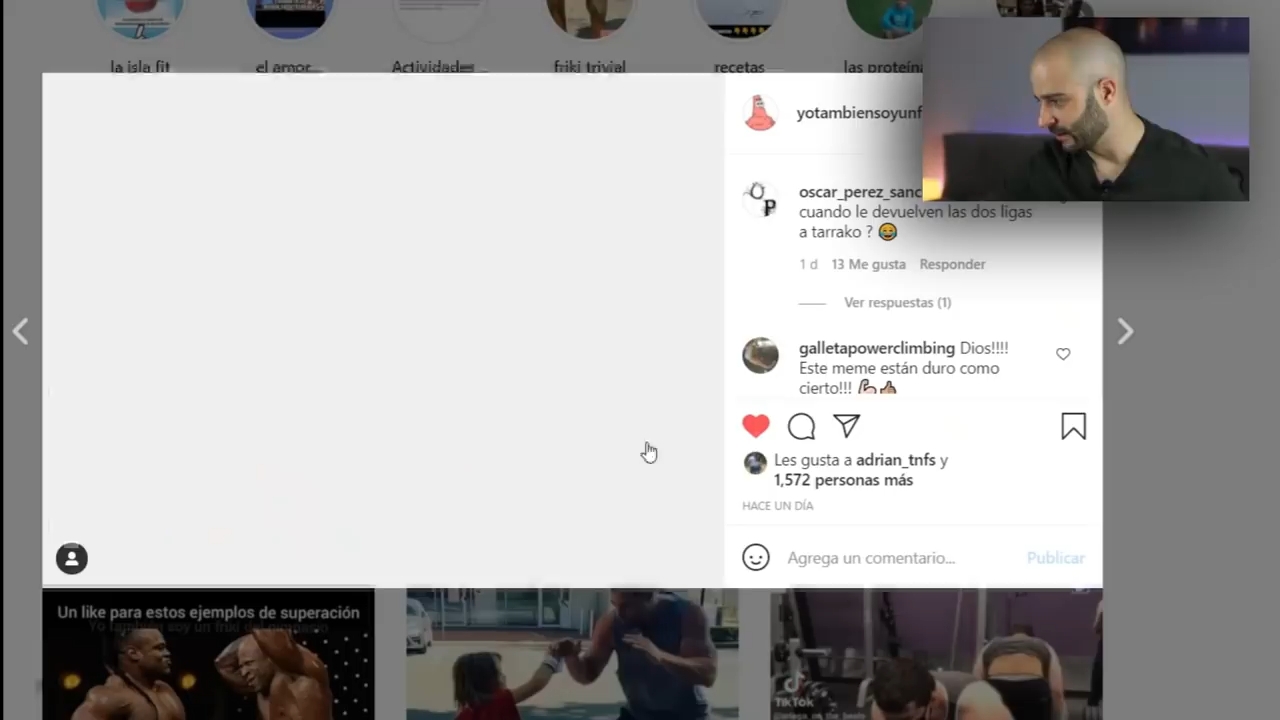 la isla fit
el amor...
Actividades...
friki trivial
recetas
las proteína
yotambiensoyunf
oscar_perez_sanc
cuando le devuelven las dos ligas
a tarrako ? 😂
1 d 13 Me gusta Responder
Ver respuestas (1)
galletapowerclimbing Dios!!!!
Este meme están duro como
cierto!!! 💪👍
Les gusta a adrian_tnfs y
1,572 personas más
HACE UN DÍA
Agrega un comentario... Publicar
Un like para estos ejemplos de superación
TikTok